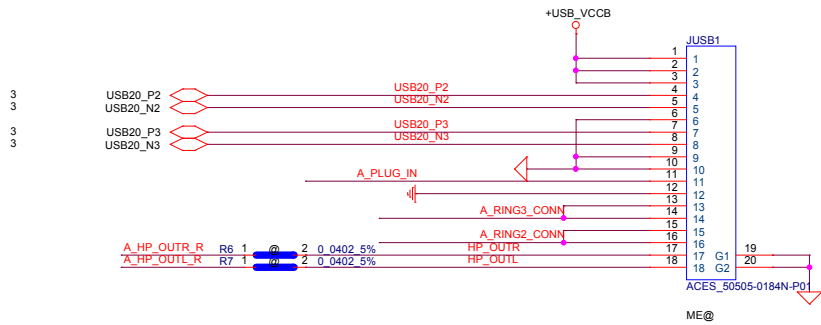 +USB_VCCB
JUSB1
1 1
2 2
3 3
3 USB20_P2 USB20_P2 4 4
3 USB20_N2 USB20_N2 5 5
6 6
3 USB20_P3 USB20_P3 7 7
3 USB20_N3 USB20_N3 8 8
9 9
10 10
A_PLUG_IN 11 11
12 12
13 13
A_RING3_CONN 14 14
15 15
A_RING2_CONN 16 16
A_HP_OUTR_R R6 1 @ 2 0_0402_5% HP_OUTR 17 17 G1 19
A_HP_OUTL_R R7 1 @ 2 0_0402_5% HP_OUTL 18 18 G2 20
ACES_50505-0184N-P01
ME@